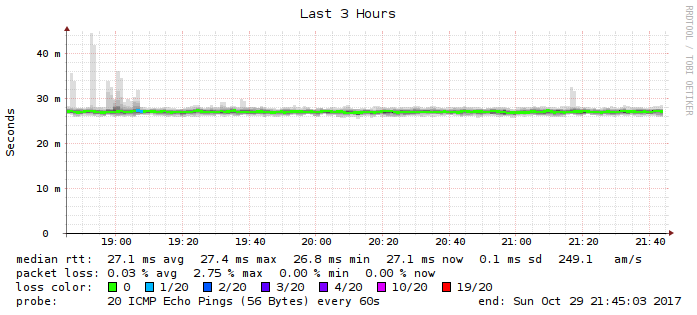 Last 3 Hours
RRDTOOL / TOBI OETIKER
Seconds
40 m
30 m
20 m
10 m
0
19:00 19:20 19:40 20:00 20:20 20:40 21:00 21:20 21:40
median rtt: 27.1 ms avg 27.4 ms max 26.8 ms min 27.1 ms now 0.1 ms sd 249.1 am/s
packet loss: 0.03 % avg 2.75 % max 0.00 % min 0.00 % now
loss color: 0 1/20 2/20 3/20 4/20 10/20 19/20
probe: 20 ICMP Echo Pings (56 Bytes) every 60s end: Sun Oct 29 21:45:03 2017